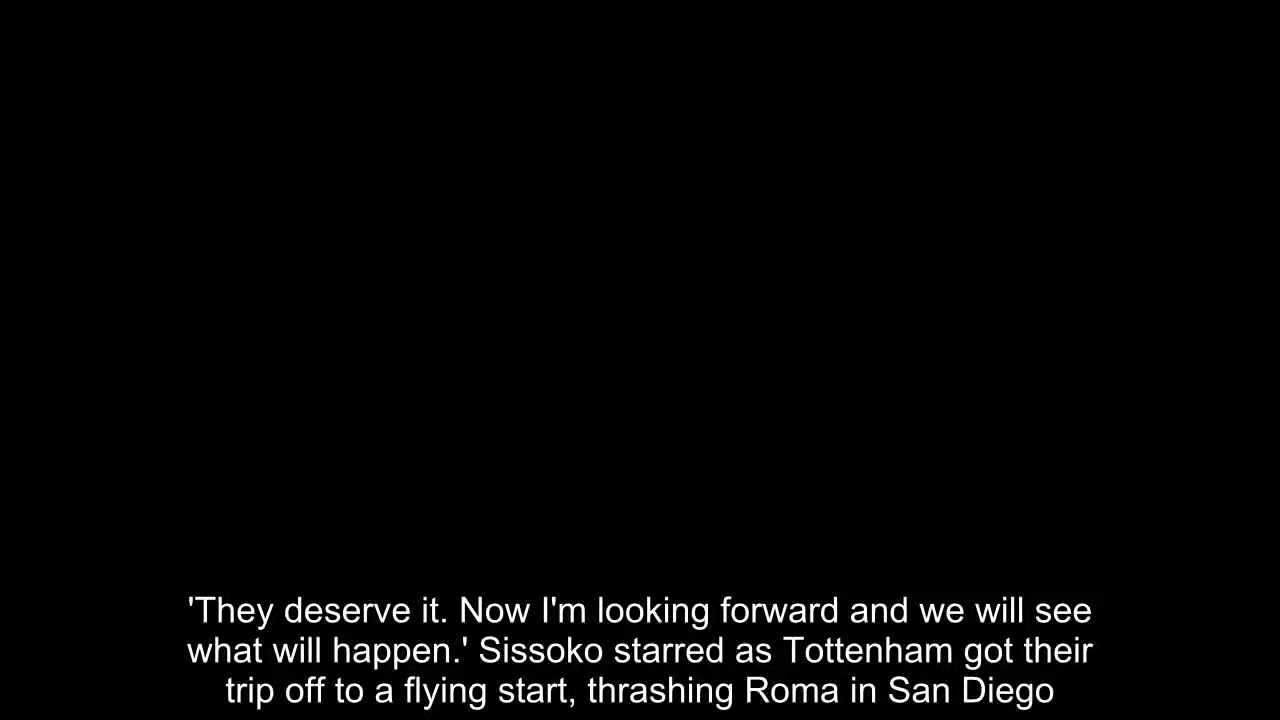 'They deserve it. Now I'm looking forward and we will see
what will happen.' Sissoko starred as Tottenham got their
trip off to a flying start, thrashing Roma in San Diego